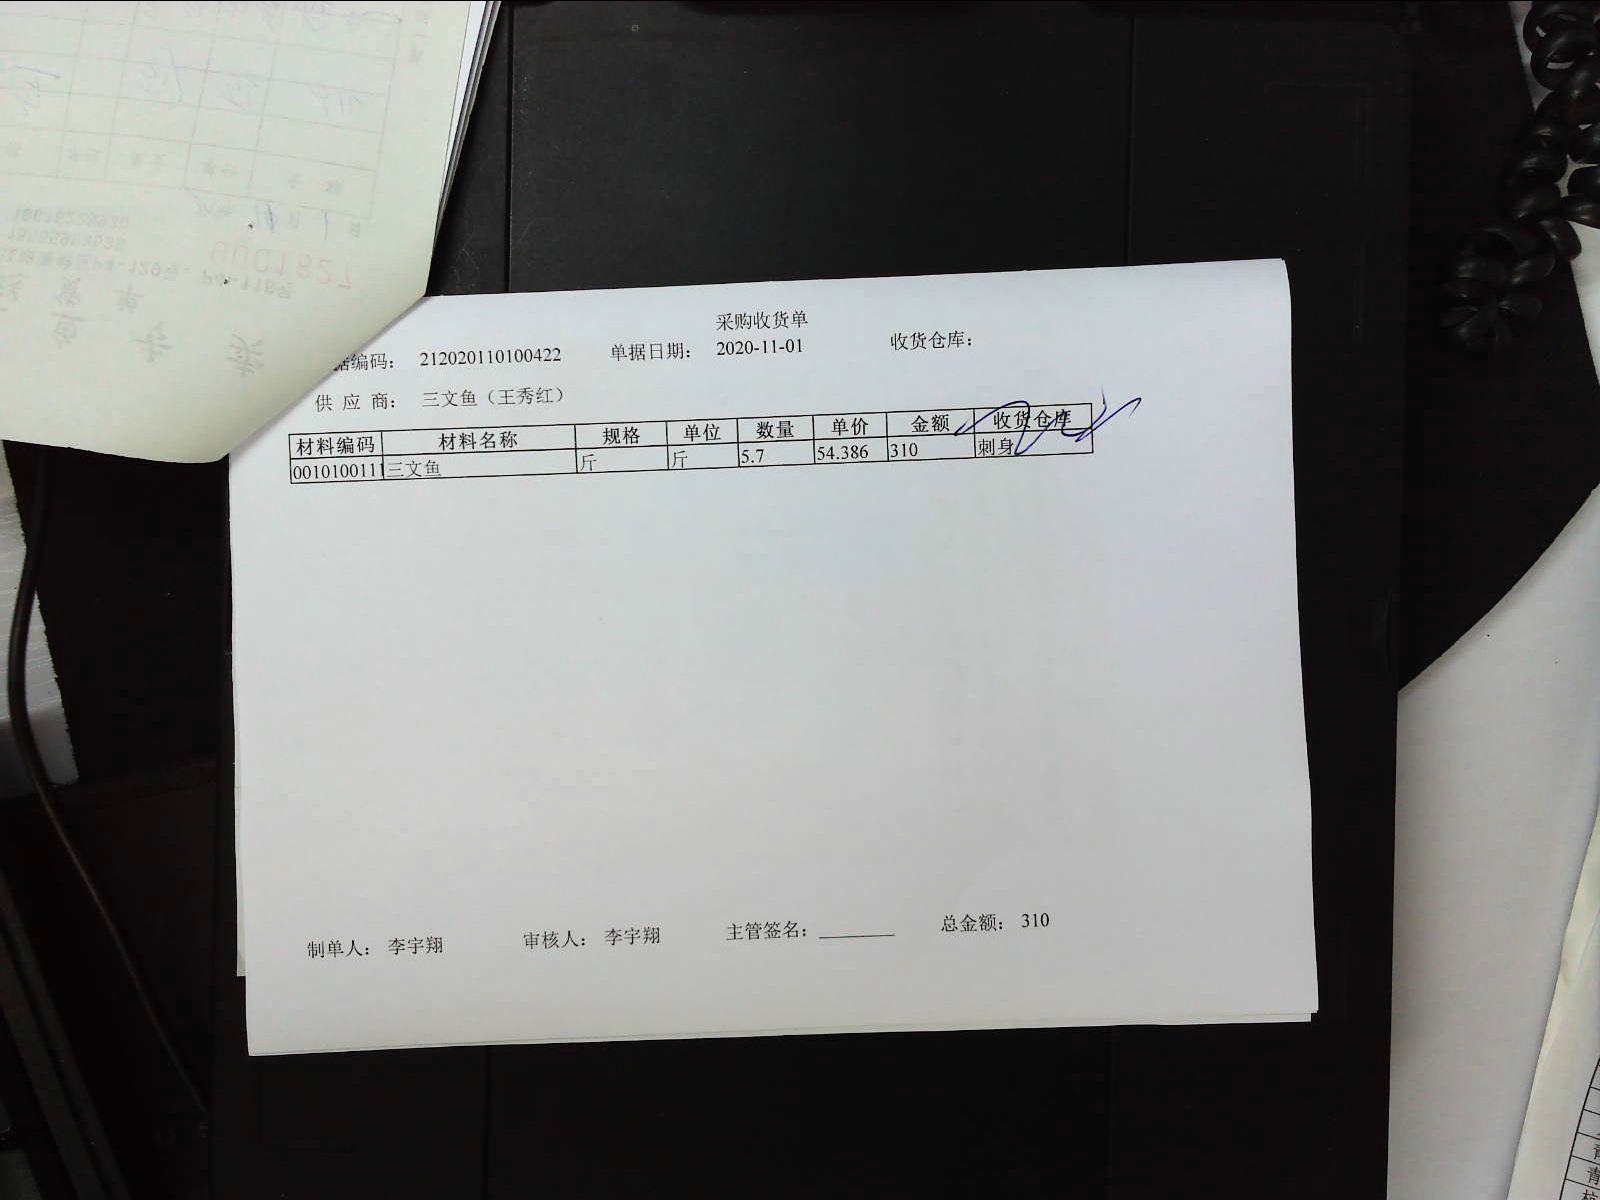 采购收货单
据编码： 212020110100422 单据日期： 2020-11-01 收货仓库：
供 应 商： 三文鱼（王秀红）
材料编码 材料名称 规格 单位 数量 单价 金额 收货仓库
0010100111 三文鱼 斤 斤 5.7 54.386 310 刺身
制单人： 李宇翔 审核人： 李宇翔 主管签名： 总金额： 310
0001827